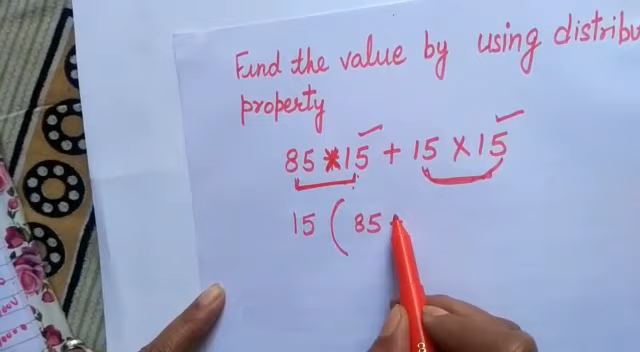 Find the value by using distribu
property
85 * 15 + 15 × 15
15 ( 85